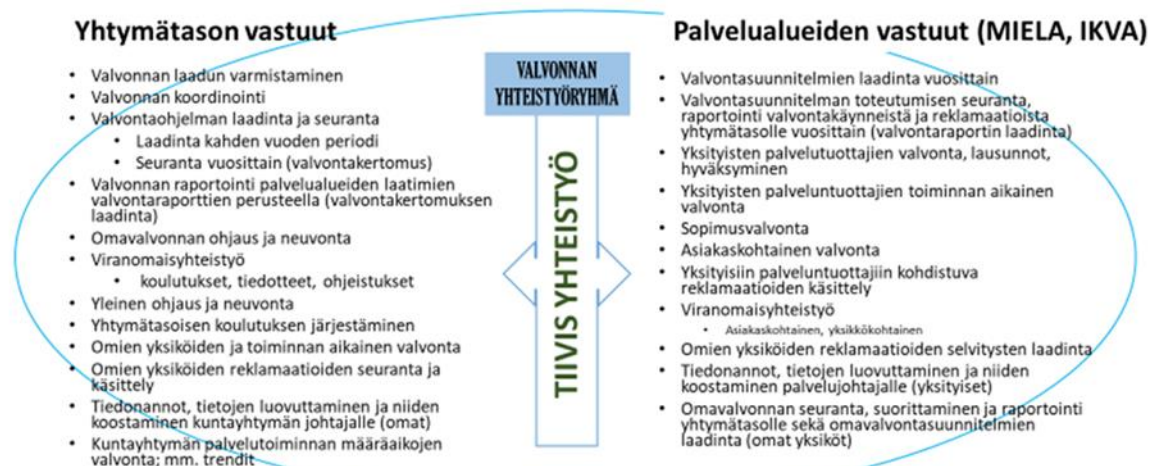 Yhtymätason vastuut
• Valvonnan laadun varmistaminen
• Valvonnan koordinointi
• Valvontaohjelman laadinta ja seuranta
• Laadinta kahden vuoden periodi
• Seuranta vuosittain (valvontakertomus)
• Valvonnan raportointi palvelualueiden laatimien
valvontaraporttien perusteella (valvontakertomuksen
laadinta)
• Omavalvonnan ohjaus ja neuvonta
• Viranomaisyhteistyö
• koulutukset, tiedotteet, ohjeistukset
• Yleinen ohjaus ja neuvonta
• Yhtymätasoisen koulutuksen järjestäminen
• Omien yksiköiden ja toiminnan aikainen valvonta
• Omien yksiköiden reklamaatioiden seuranta ja
käsittely
• Tiedonannot, tietojen luovuttaminen ja niiden
koostaminen kuntayhtymän johtajalle (omat)
• Kuntayhtymän palvelutoiminnan määräaikojen
valvonta; mm. trendit
VALVONNAN
YHTEISTYÖRYHMÄ
TIIVIS YHTEISTYÖ
Palvelualueiden vastuut (MIELA, IKVA)
• Valvontasuunnitelmien laadinta vuosittain
• Valvontasuunnitelman toteutumisen seuranta,
raportointi valvontakäynneistä ja reklamaatioista
yhtymätasolle vuosittain (valvontaraportin laadinta)
• Yksityisten palvelutuottajien valvonta, lausunnot,
hyväksyminen
• Yksityisten palveluntuottajien toiminnan aikainen
valvonta
• Sopimusvalvonta
• Asiakaskohtainen valvonta
• Yksityisiin palveluntuottajiin kohdistuva
reklamaatioiden käsittely
• Viranomaisyhteistyö
• Asiakaskohtainen, yksikkökohtainen
• Omien yksiköiden reklamaatioiden selvitysten laadinta
• Tiedonannot, tietojen luovuttaminen ja niiden
koostaminen palvelujohtajalle (yksityiset)
• Omavalvonnan seuranta, suorittaminen ja raportointi
yhtymätasolle sekä omavalvontasuunnitelmien
laadinta (omat yksiköt)